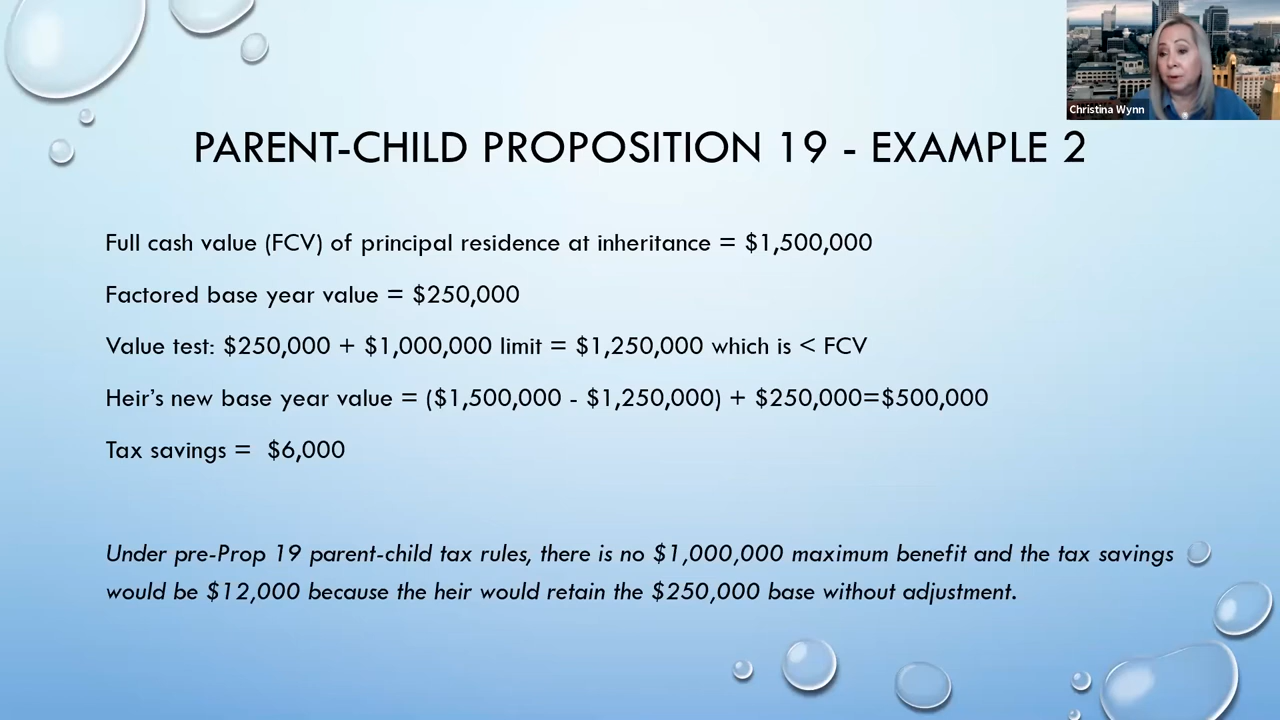 Christina Wynn
PARENT-CHILD PROPOSITION 19 - EXAMPLE 2
Full cash value (FCV) of principal residence at inheritance = $1,500,000
Factored base year value = $250,000
Value test: $250,000 + $1,000,000 limit = $1,250,000 which is < FCV
Heir’s new base year value = ($1,500,000 - $1,250,000) + $250,000=$500,000
Tax savings =  $6,000
Under pre-Prop 19 parent-child tax rules, there is no $1,000,000 maximum benefit and the tax savings
would be $12,000 because the heir would retain the $250,000 base without adjustment.